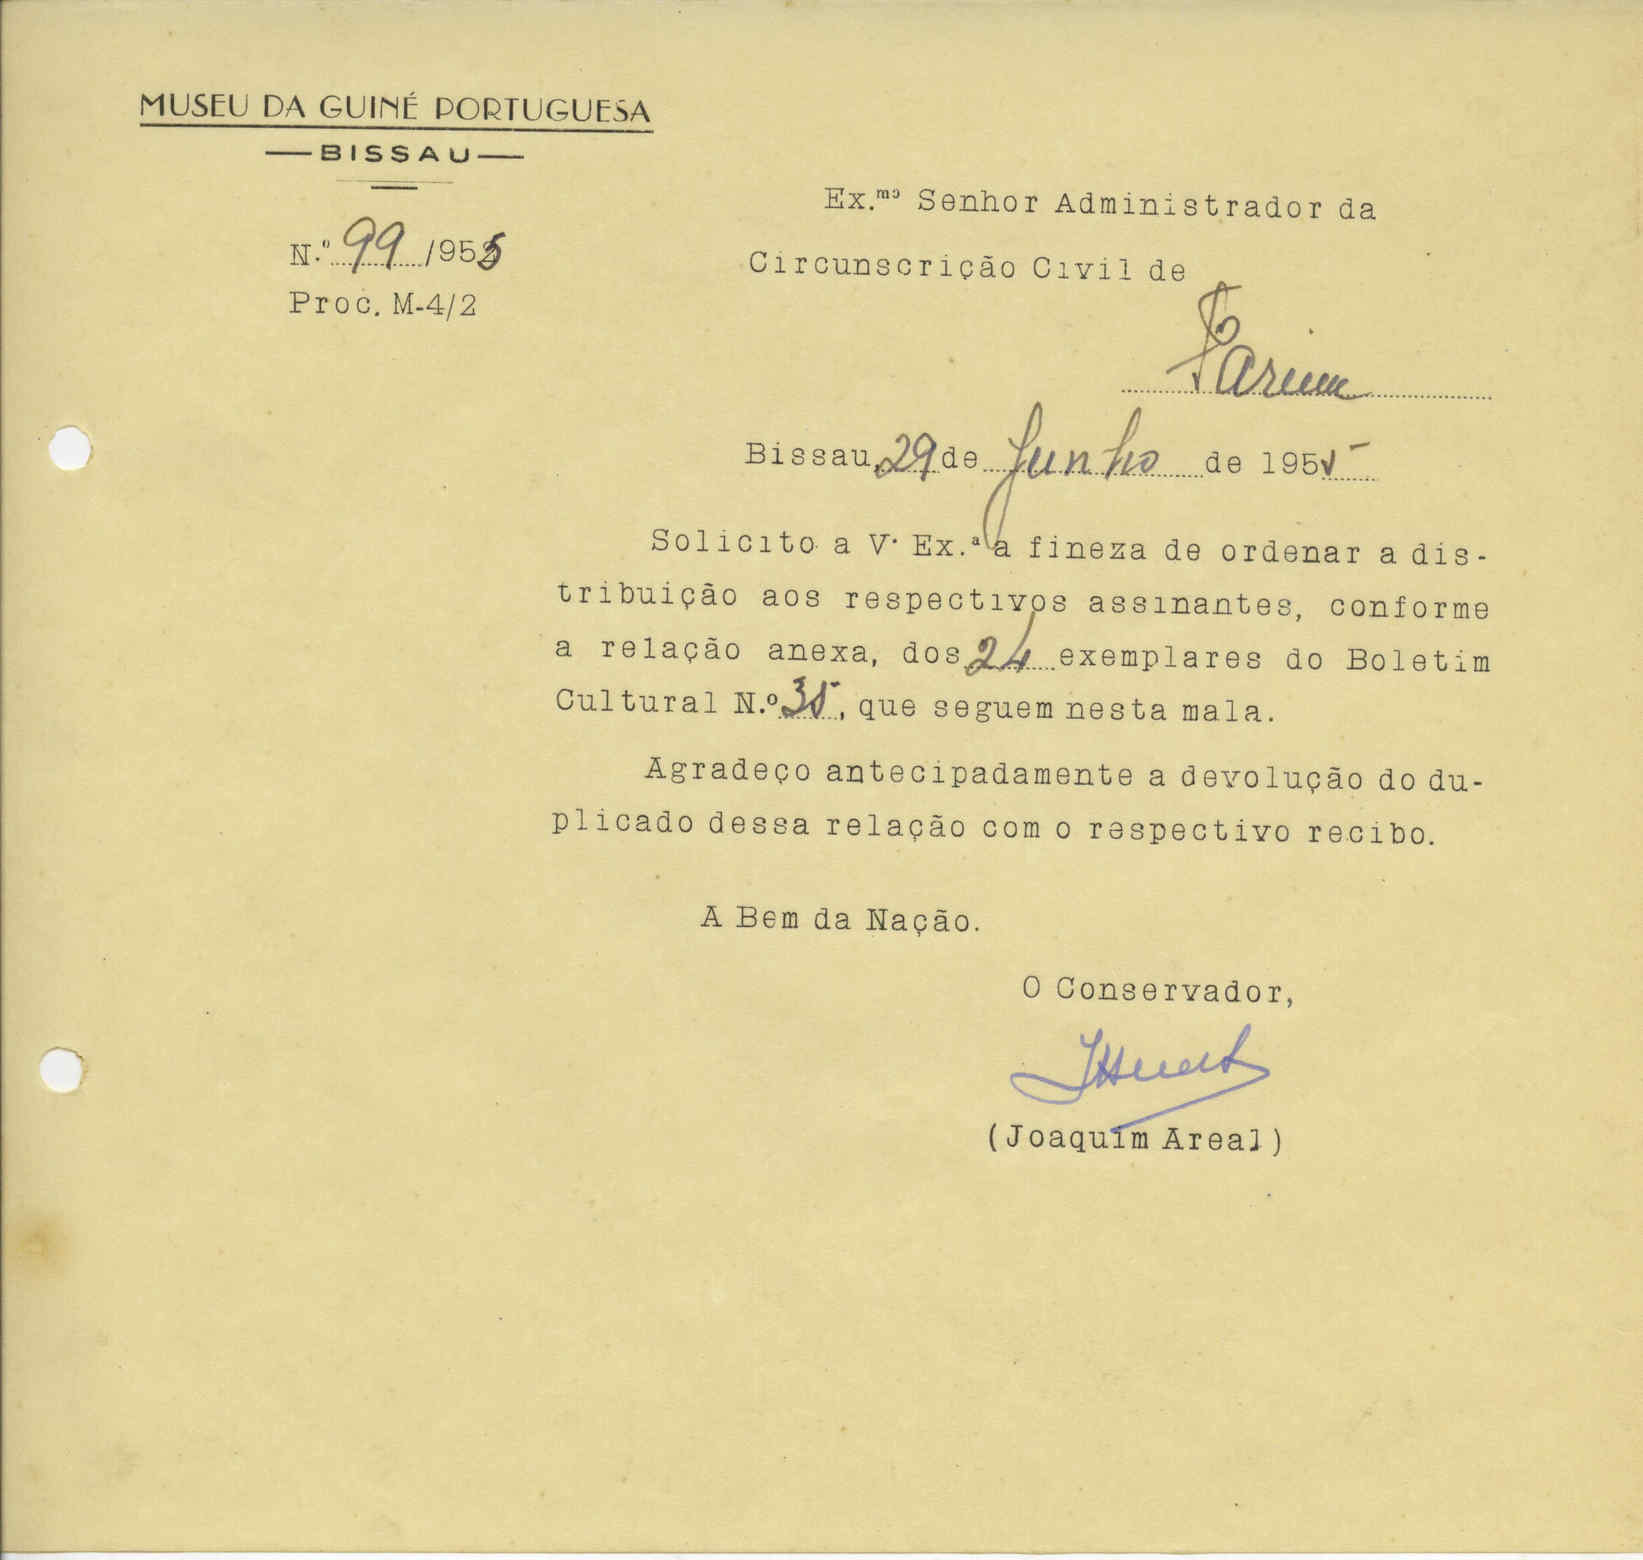 MUSEU DA GUINÉ PORTUGUESA
BISSAU
N.º 99 /1955
Proc. M-4/2
Ex.mo Senhor Administrador da
Circunscrição Civil de
Farim
Bissau, 29 de Junho de 1955
Solicito a V. Ex.ª a fineza de ordenar a dis-
tribuição aos respectivos assinantes, conforme
a relação anexa, dos 24 exemplares do Boletim
Cultural N.º 35, que seguem nesta mala.
Agradeço antecipadamente a devolução do du-
plicado dessa relação com o respectivo recibo.
A Bem da Nação.
O Conservador,
(Joaquim Areal)